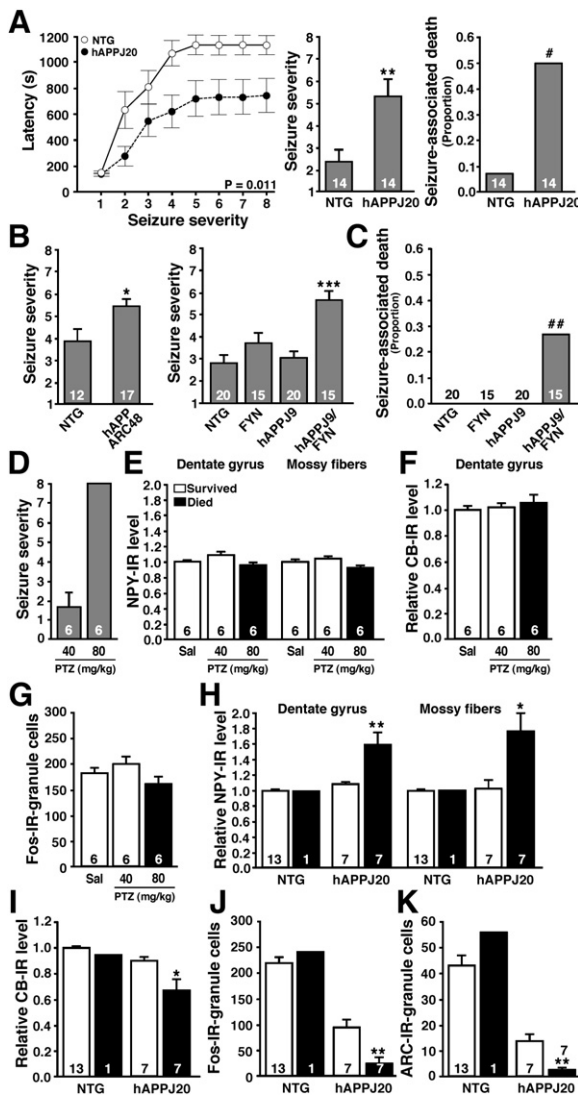 A
Latency (s)
1200
1000
800
600
400
200
0
NTG
hAPPJ20
P = 0.011
1 2 3 4 5 6 7 8
Seizure severity
Seizure severity
8
7
6
5
4
3
2
1
**
14 14
NTG hAPPJ20
Seizure-associated death
(Proportion)
0.6
0.5
0.4
0.3
0.2
0.1
0.0
#
14
NTG hAPPJ20
B
Seizure severity
8
7
6
5
4
3
2
1
*
12 17
NTG hAPP
ARC48
Seizure severity
8
7
6
5
4
3
2
1
***
20 15 20 15
NTG FYN hAPPJ9 hAPPJ9/
FYN
C
Seizure-associated death
(Proportion)
0.6
0.5
0.4
0.3
0.2
0.1
0
##
20 15 20 15
NTG FYN hAPPJ9 hAPPJ9/
FYN
D
Seizure severity
8
7
6
5
4
3
2
1
6 6
40 80
PTZ (mg/kg)
E
Dentate gyrus Mossy fibers
Survived
Died
NPY-IR level
2.0
1.5
1.0
0.5
0.0
6 6 6 6 6 6
Sal 40 80 Sal 40 80
PTZ (mg/kg) PTZ (mg/kg)
F
Dentate gyrus
Relative CB-IR level
1.2
1.0
0.8
0.6
0.4
0.2
0.0
6 6 6
Sal 40 80
PTZ (mg/kg)
G
Fos-IR-granule cells
300
250
200
150
100
50
0
6 6 6
Sal 40 80
PTZ (mg/kg)
H
Dentate gyrus Mossy fibers
Relative NPY-IR level
2.0
1.8
1.6
1.4
1.2
1.0
0.8
0.6
0.4
0.2
0.0
** *
13 1 7 7 13 1 7 7
NTG hAPPJ20 NTG hAPPJ20
I
Relative CB-IR level
1.2
1.0
0.8
0.6
0.4
0.2
0.0
*
13 1 7 7
NTG hAPPJ20
J
Fos-IR-granule cells
300
250
200
150
100
50
0
**
13 1 7 7
NTG hAPPJ20
K
ARC-IR-granule cells
60
50
40
30
20
10
0
7
**
13 1 7
NTG hAPPJ20